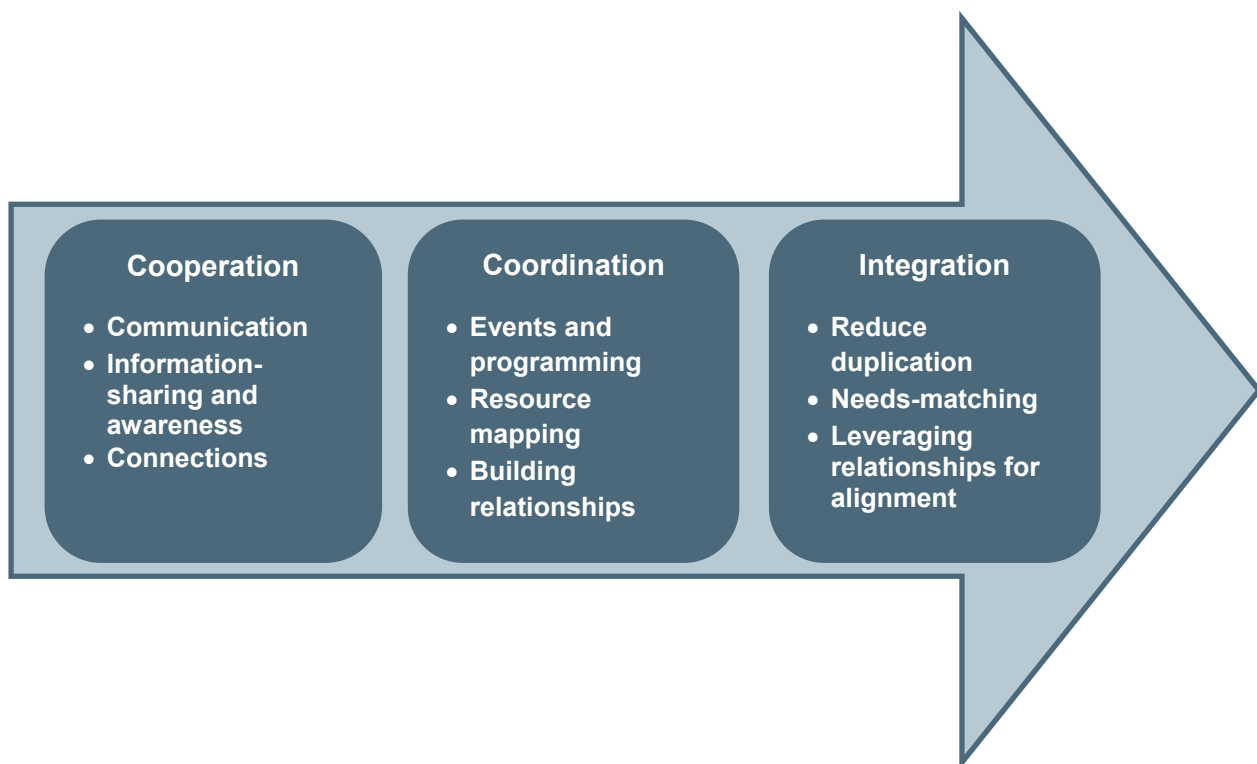 Cooperation
• Communication
• Information-
sharing and
awareness
• Connections
Coordination
• Events and
programming
• Resource
mapping
• Building
relationships
Integration
• Reduce
duplication
• Needs-matching
• Leveraging
relationships for
alignment